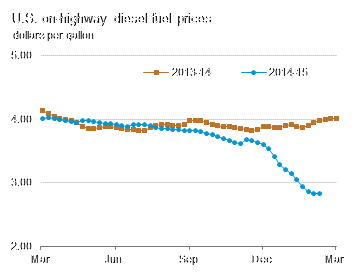 U.S. on-highway diesel fuel prices
dollars per gallon
5.00
2013-14
2014-15
4.00
3.00
2.00
Mar
Jun
Sep
Dec
Mar